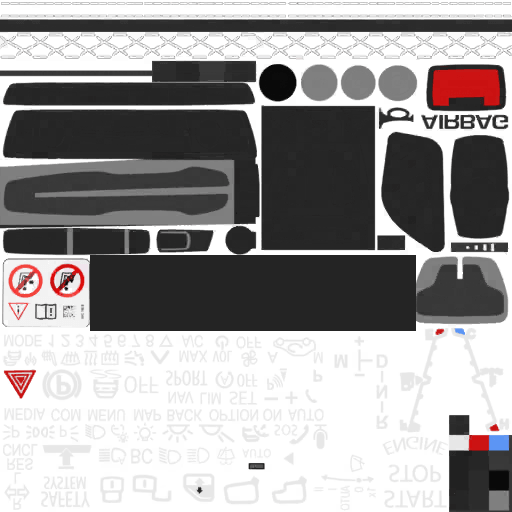 AIRBAG
MODE 1 2 3 4 5 6 7 8 A/C OFF
MAX VOL A M M D
OFF SPORT OFF P P
NAV LIM SET − + R N D
MEDIA COM MENU MAP BACK OPTION ON AUTO
SOS
CNCL BC AUTO ENGINE
RES
SYSTEM STOP
SAFETY START